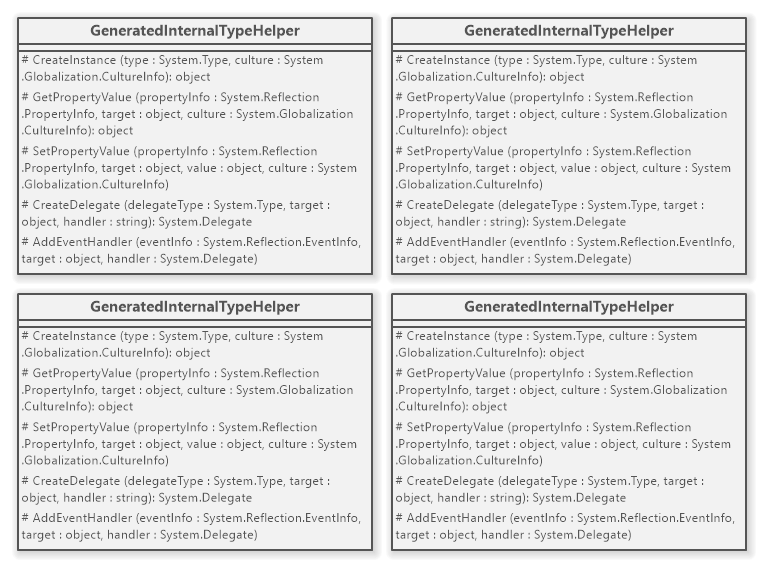 GeneratedInternalTypeHelper
# CreateInstance (type : System.Type, culture : System
.Globalization.CultureInfo): object
# GetPropertyValue (propertyInfo : System.Reflection
.PropertyInfo, target : object, culture : System.Globalization
.CultureInfo): object
# SetPropertyValue (propertyInfo : System.Reflection
.PropertyInfo, target : object, value : object, culture : System
.Globalization.CultureInfo)
# CreateDelegate (delegateType : System.Type, target :
object, handler : string): System.Delegate
# AddEventHandler (eventInfo : System.Reflection.EventInfo,
target : object, handler : System.Delegate)
GeneratedInternalTypeHelper
# CreateInstance (type : System.Type, culture : System
.Globalization.CultureInfo): object
# GetPropertyValue (propertyInfo : System.Reflection
.PropertyInfo, target : object, culture : System.Globalization
.CultureInfo): object
# SetPropertyValue (propertyInfo : System.Reflection
.PropertyInfo, target : object, value : object, culture : System
.Globalization.CultureInfo)
# CreateDelegate (delegateType : System.Type, target :
object, handler : string): System.Delegate
# AddEventHandler (eventInfo : System.Reflection.EventInfo,
target : object, handler : System.Delegate)
GeneratedInternalTypeHelper
# CreateInstance (type : System.Type, culture : System
.Globalization.CultureInfo): object
# GetPropertyValue (propertyInfo : System.Reflection
.PropertyInfo, target : object, culture : System.Globalization
.CultureInfo): object
# SetPropertyValue (propertyInfo : System.Reflection
.PropertyInfo, target : object, value : object, culture : System
.Globalization.CultureInfo)
# CreateDelegate (delegateType : System.Type, target :
object, handler : string): System.Delegate
# AddEventHandler (eventInfo : System.Reflection.EventInfo,
target : object, handler : System.Delegate)
GeneratedInternalTypeHelper
# CreateInstance (type : System.Type, culture : System
.Globalization.CultureInfo): object
# GetPropertyValue (propertyInfo : System.Reflection
.PropertyInfo, target : object, culture : System.Globalization
.CultureInfo): object
# SetPropertyValue (propertyInfo : System.Reflection
.PropertyInfo, target : object, value : object, culture : System
.Globalization.CultureInfo)
# CreateDelegate (delegateType : System.Type, target :
object, handler : string): System.Delegate
# AddEventHandler (eventInfo : System.Reflection.EventInfo,
target : object, handler : System.Delegate)